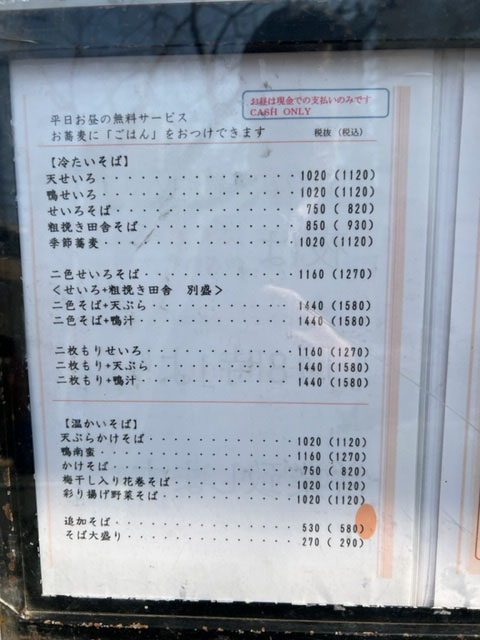 お昼は現金での支払いのみです
CASH ONLY
平日お昼の無料サービス
お蕎麦に「ごはん」をおつけできます 税抜(税込)
【冷たいそば】
天せいろ・・・・・・・・・・・・・・1020(1120)
鴨せいろ・・・・・・・・・・・・・・1020(1120)
せいろそば・・・・・・・・・・・・・750( 820)
粗挽き田舎そば・・・・・・・・・・・850( 930)
季節蕎麦・・・・・・・・・・・・・・1020(1120)
二色せいろそば・・・・・・・・・・・1160(1270)
<せいろ+粗挽き田舎 別盛>
二色そば+天ぷら・・・・・・・・・・1440(1580)
二色そば+鴨汁・・・・・・・・・・・1440(1580)
二枚もりせいろ・・・・・・・・・・・1160(1270)
二枚もり+天ぷら・・・・・・・・・・1440(1580)
二枚もり+鴨汁・・・・・・・・・・・1440(1580)
【温かいそば】
天ぷらかけそば・・・・・・・・・・・1020(1120)
鴨南蛮・・・・・・・・・・・・・・・1160(1270)
かけそば・・・・・・・・・・・・・・750( 820)
梅干し入り花巻そば・・・・・・・・・1020(1120)
彩り揚げ野菜そば・・・・・・・・・・1020(1120)
追加そば・・・・・・・・・・・・・・530( 580)
そば大盛り・・・・・・・・・・・・・270( 290)